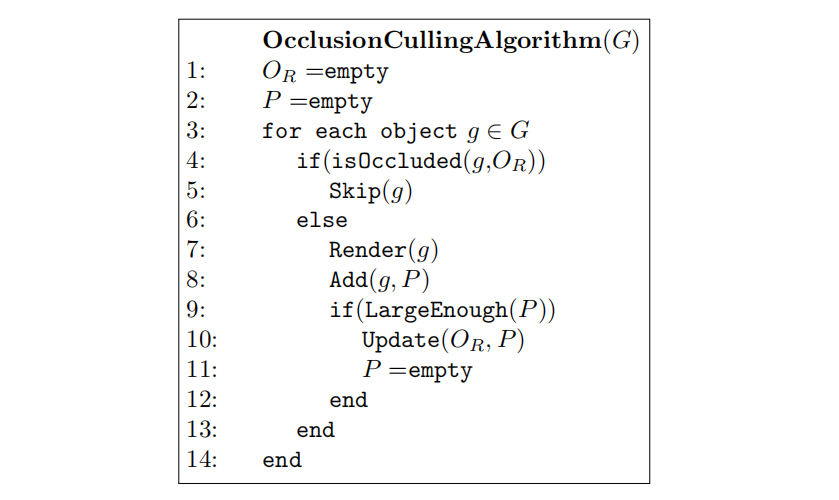 OcclusionCullingAlgorithm(G)
1: O_R =empty
2: P =empty
3: for each object g ∈ G
4: if(isOccluded(g,O_R))
5: Skip(g)
6: else
7: Render(g)
8: Add(g, P)
9: if(LargeEnough(P))
10: Update(O_R, P)
11: P =empty
12: end
13: end
14: end